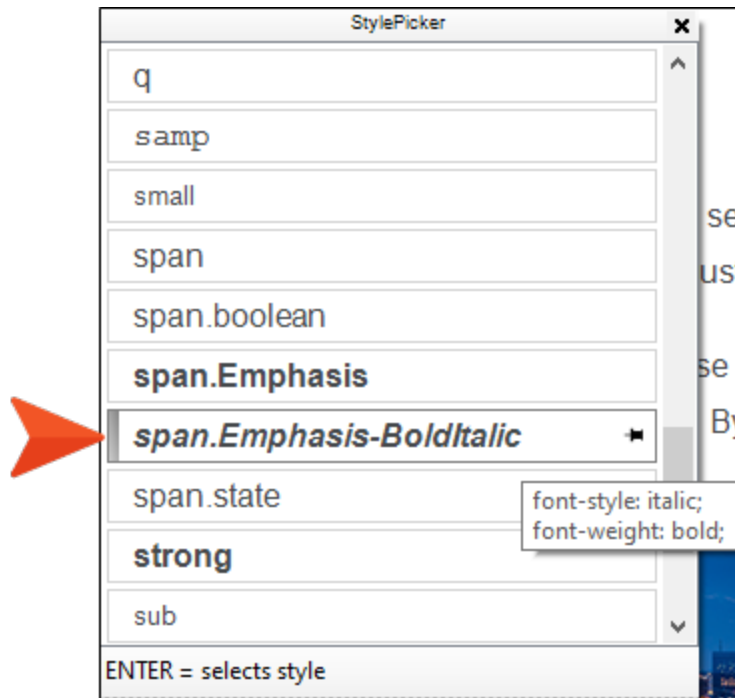 StylePicker
q
samp
small
span
span.boolean
span.Emphasis
span.Emphasis-BoldItalic
span.state
font-style: italic;
font-weight: bold;
strong
sub
ENTER = selects style